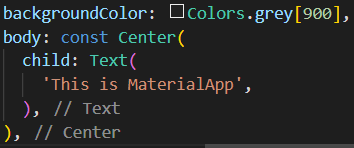 backgroundColor: Colors.grey[900],
body: const Center(
  child: Text(
    'This is MaterialApp',
  ), // Text
), // Center